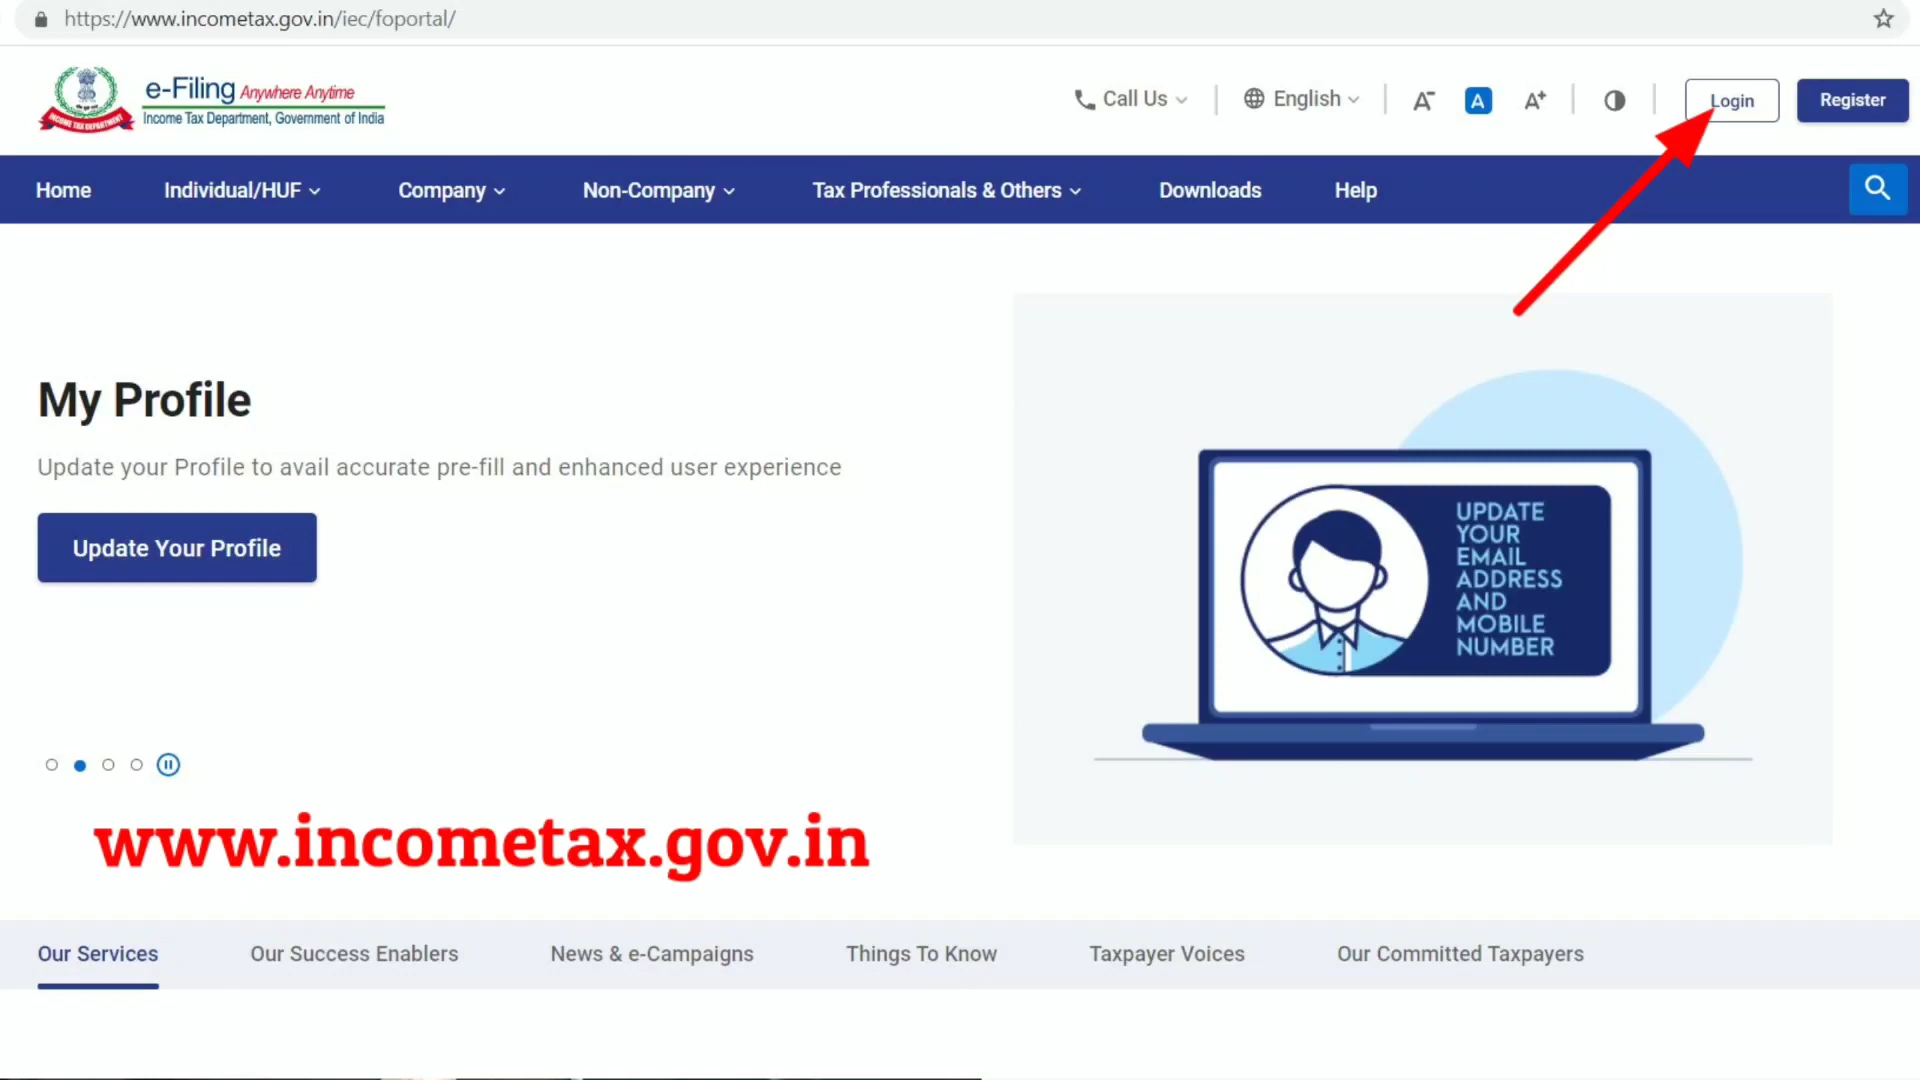 https://www.incometax.gov.in/iec/foportal/
e-Filing Anywhere Anytime
Income Tax Department, Government of India
INCOME TAX DEPARTMENT
Call Us
English
A-
A
A+
Login
Register
Home
Individual/HUF
Company
Non-Company
Tax Professionals & Others
Downloads
Help
My Profile
Update your Profile to avail accurate pre-fill and enhanced user experience
Update Your Profile
UPDATE
YOUR
EMAIL
ADDRESS
AND
MOBILE
NUMBER
www.incometax.gov.in
Our Services
Our Success Enablers
News & e-Campaigns
Things To Know
Taxpayer Voices
Our Committed Taxpayers